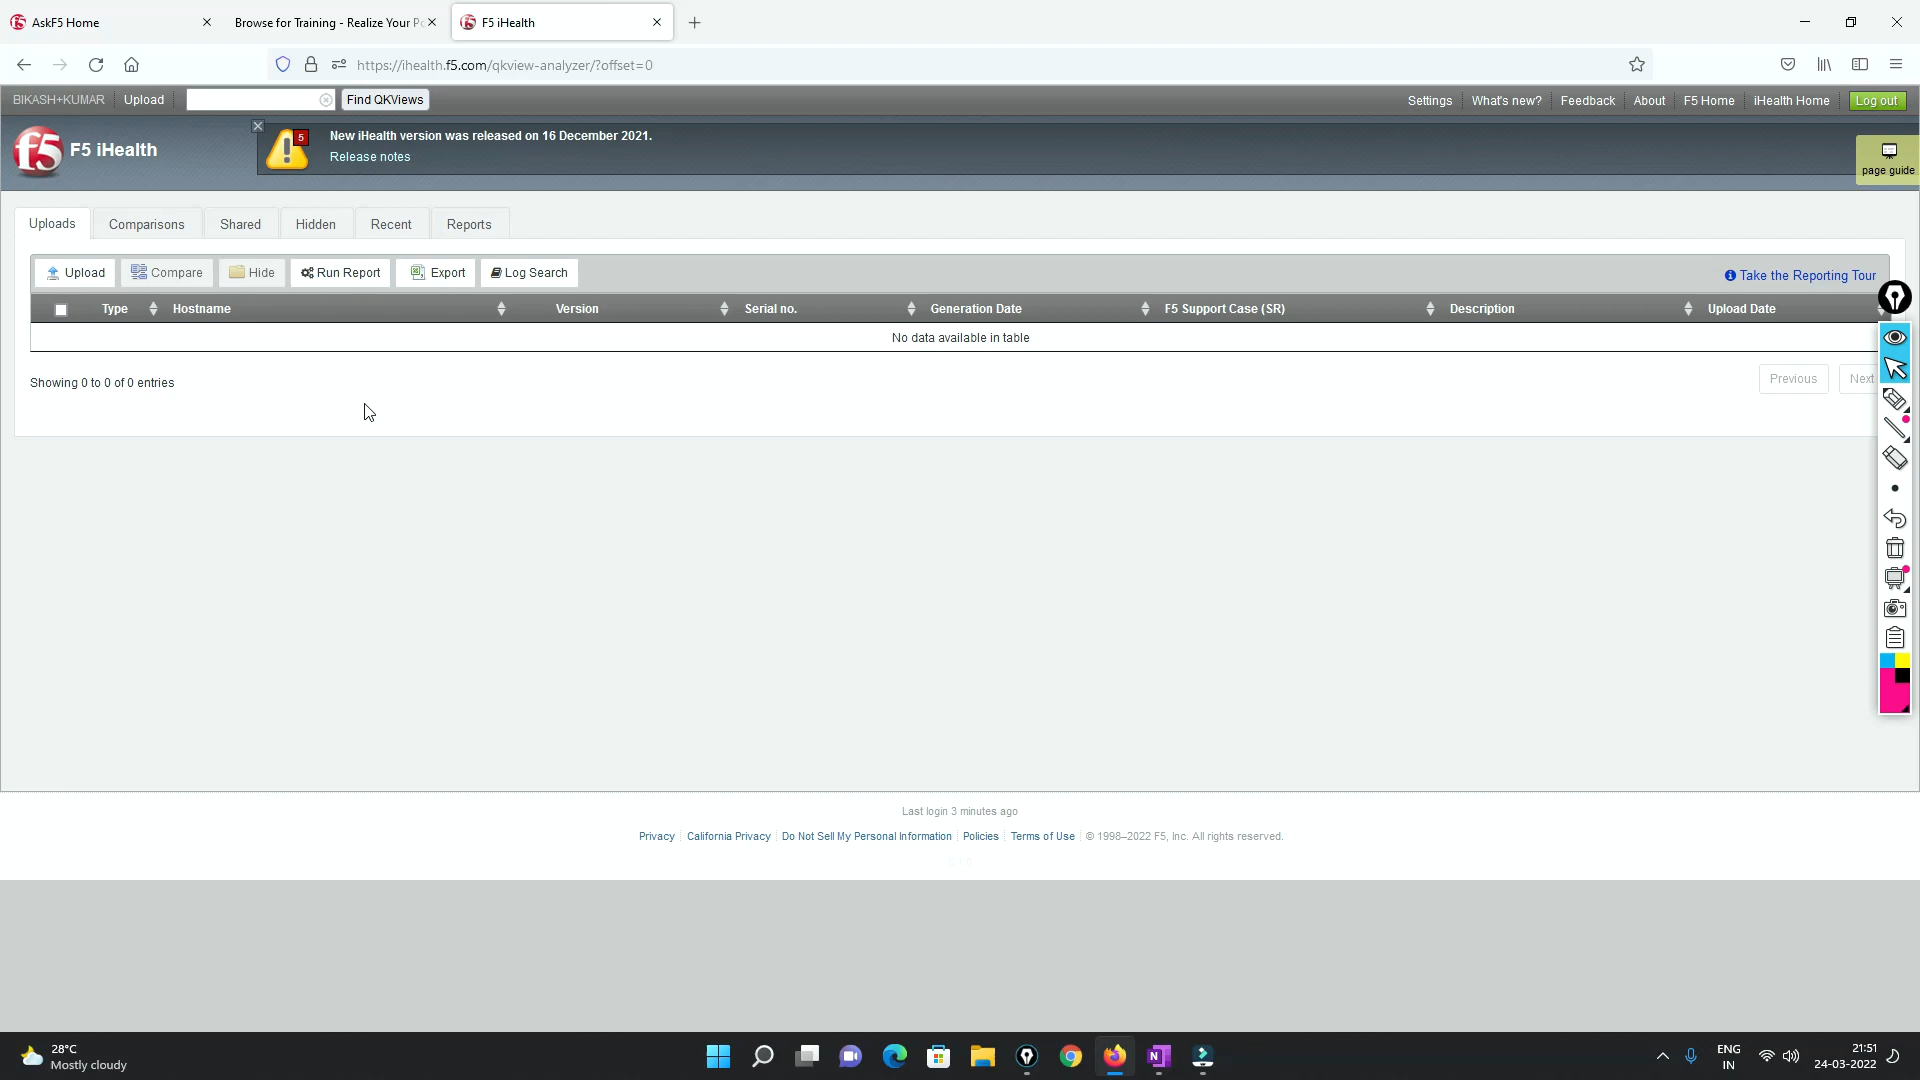 AskF5 Home
Browse for Training - Realize Your Po
F5 iHealth
https://ihealth.f5.com/qkview-analyzer/?offset=0
BIKASH+KUMAR Upload Find QKViews Settings What's new? Feedback About F5 Home iHealth Home Log out
f5 F5 iHealth
5
New iHealth version was released on 16 December 2021.
Release notes
page guide
Uploads Comparisons Shared Hidden Recent Reports
Upload Compare Hide Run Report Export Log Search Take the Reporting Tour
Type Hostname Version Serial no. Generation Date F5 Support Case (SR) Description Upload Date
No data available in table
Showing 0 to 0 of 0 entries Previous Next
Last login 3 minutes ago
Privacy California Privacy Do Not Sell My Personal Information Policies Terms of Use © 1998–2022 F5, Inc. All rights reserved.
28°C
Mostly cloudy
ENG
IN
21:51
24-03-2022